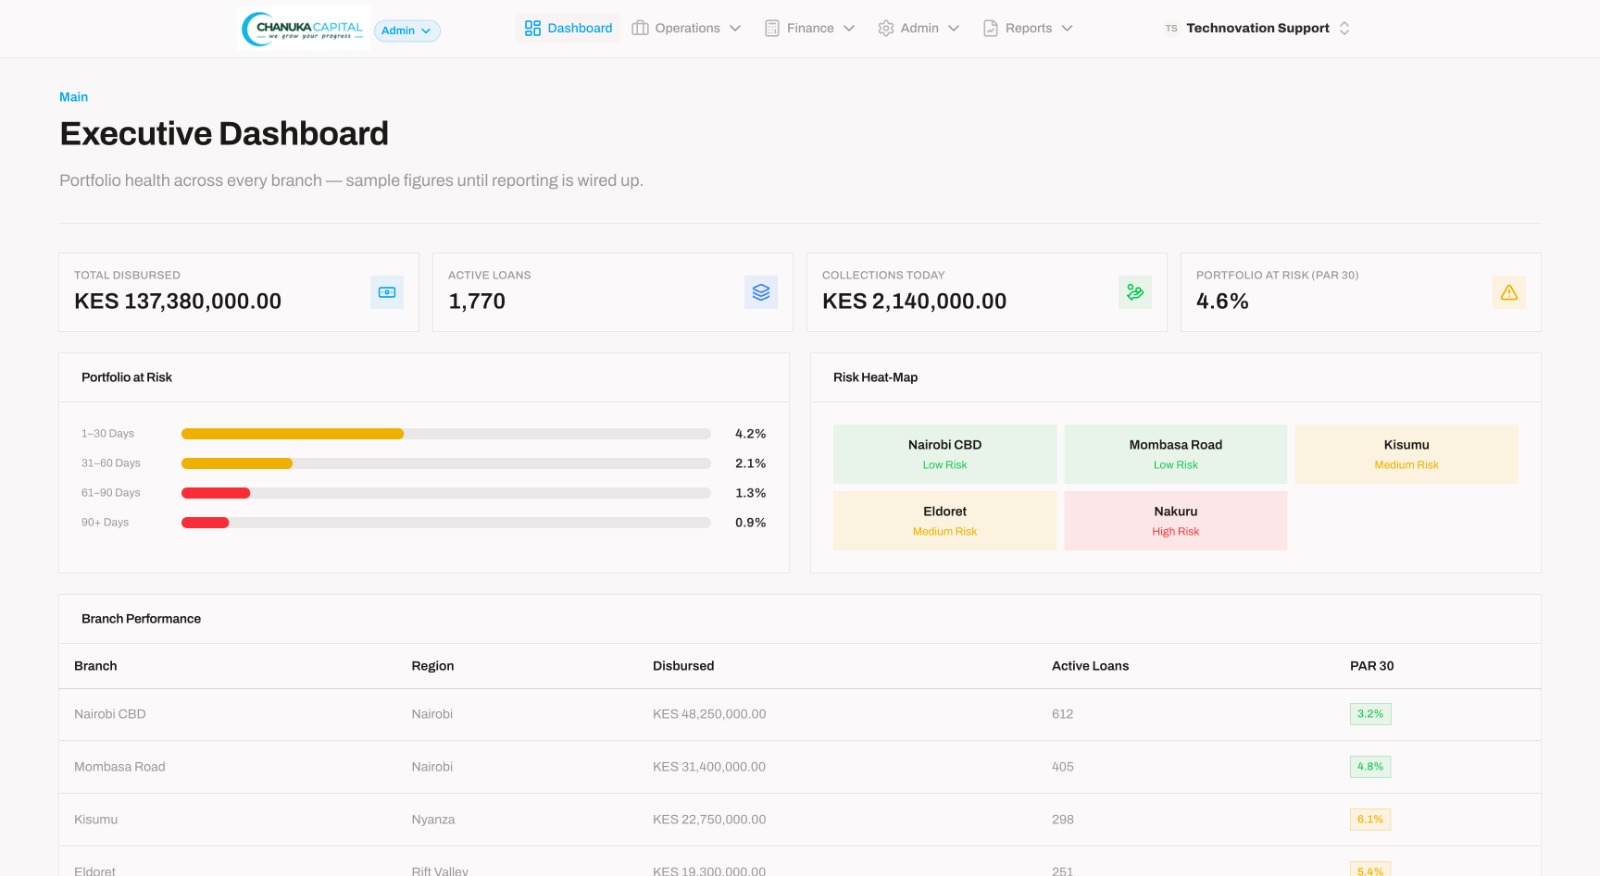 CHANUKA CAPITAL
we grow your progress
Admin
Dashboard
Operations
Finance
Admin
Reports
TS
Technovation Support
Main
Executive Dashboard
Portfolio health across every branch — sample figures until reporting is wired up.
TOTAL DISBURSED
KES 137,380,000.00
ACTIVE LOANS
1,770
COLLECTIONS TODAY
KES 2,140,000.00
PORTFOLIO AT RISK (PAR 30)
4.6%
Portfolio at Risk
1–30 Days 4.2%
31–60 Days 2.1%
61–90 Days 1.3%
90+ Days 0.9%
Risk Heat-Map
Nairobi CBD
Low Risk
Mombasa Road
Low Risk
Kisumu
Medium Risk
Eldoret
Medium Risk
Nakuru
High Risk
Branch Performance
Branch Region Disbursed Active Loans PAR 30
Nairobi CBD Nairobi KES 48,250,000.00 612 3.2%
Mombasa Road Nairobi KES 31,400,000.00 405 4.8%
Kisumu Nyanza KES 22,750,000.00 298 6.1%
Eldoret Rift Valley KES 19,300,000.00 251 5.4%